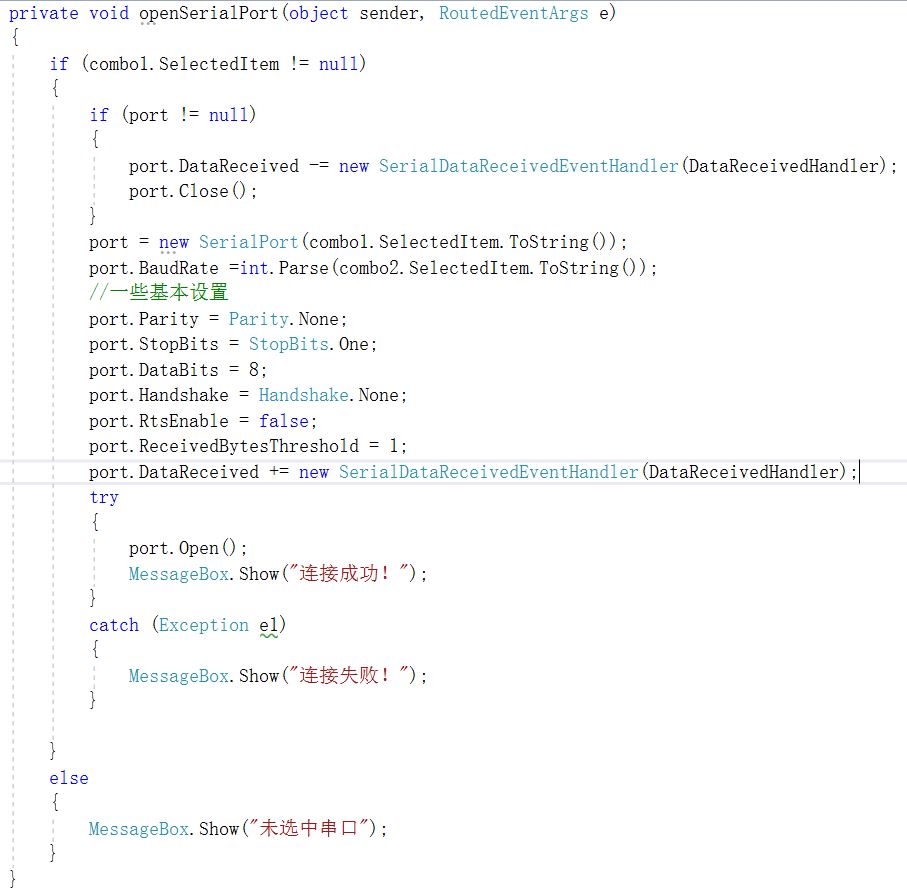 private void openSerialPort(object sender, RoutedEventArgs e)
{
    if (combo1.SelectedItem != null)
    {
        if (port != null)
        {
            port.DataReceived -= new SerialDataReceivedEventHandler(DataReceivedHandler);
            port.Close();
        }
        port = new SerialPort(combo1.SelectedItem.ToString());
        port.BaudRate =int.Parse(combo2.SelectedItem.ToString());
        //一些基本设置
        port.Parity = Parity.None;
        port.StopBits = StopBits.One;
        port.DataBits = 8;
        port.Handshake = Handshake.None;
        port.RtsEnable = false;
        port.ReceivedBytesThreshold = 1;
        port.DataReceived += new SerialDataReceivedEventHandler(DataReceivedHandler);
        try
        {
            port.Open();
            MessageBox.Show("连接成功！");
        }
        catch (Exception e1)
        {
            MessageBox.Show("连接失败！");
        }
    }
    else
    {
        MessageBox.Show("未选中串口");
    }
}